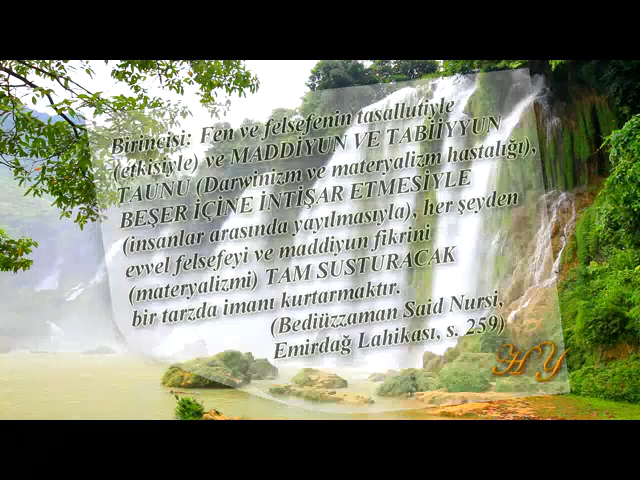 Birincisi: Fen ve felsefenin tasallutiyle
(etkisiyle) ve MADDİYUN VE TABİİYYUN
TAUNU (Darwinizm ve materyalizm hastalığı),
BEŞER İÇİNE İNTİŞAR ETMESİYLE
(insanlar arasında yayılmasıyla), her şeyden
evvel felsefeyi ve maddiyun fikrini
(materyalizmi) TAM SUSTURACAK
bir tarzda imanı kurtarmaktır.
(Bediüzzaman Said Nursi,
Emirdağ Lahikası, s. 259)
HY